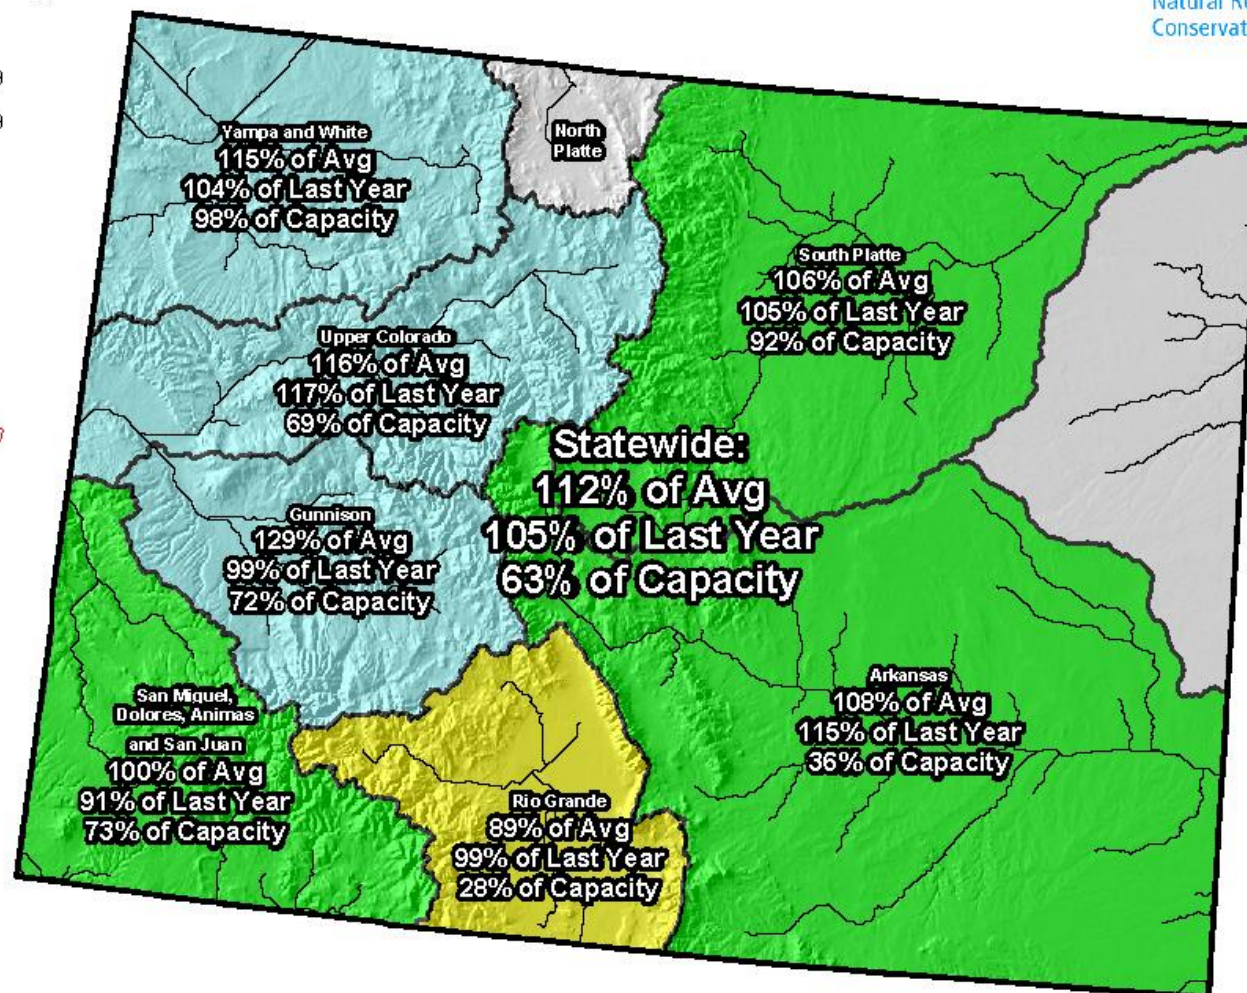 Natural
Yampa and White
115% of Avg
104% of Last Year
98% of Capacity
North
Platte
South Platte
106% of Avg
105% of Last Year
92% of Capacity
Upper Colorado
116% of Avg
117% of Last Year
69% of Capacity
Statewide:
112% of Avg
105% of Last Year
63% of Capacity
Gunnison
129% of Avg
99% of Last Year
72% of Capacity
San Miguel,
Dolores, Animas
and San Juan
100% of Avg
91% of Last Year
73% of Capacity
Arkansas
108% of Avg
115% of Last Year
36% of Capacity
Rio Grande
89% of Avg
99% of Last Year
28% of Capacity